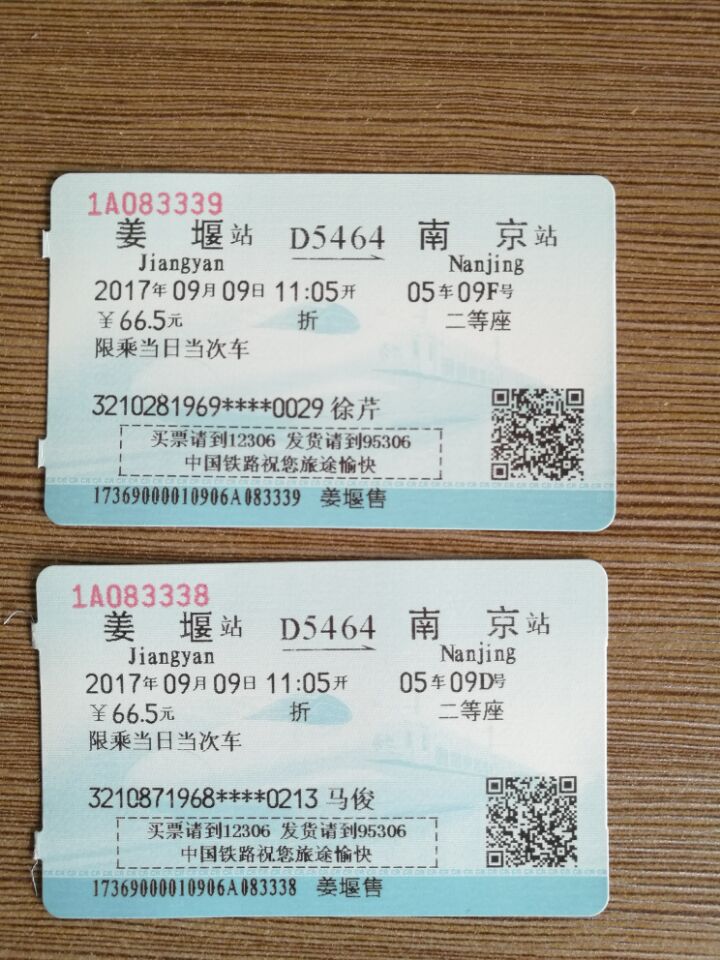 1A083339
姜堰站 D5464 南京站
Jiangyan Nanjing
2017年09月09日 11:05开 05车09F号
￥66.5元 折 二等座
限乘当日当次车
3210281969****0029 徐芹
买票请到12306 发货请到95306
中国铁路祝您旅途愉快
17369000010906A083339 姜堰售
1A083338
姜堰站 D5464 南京站
Jiangyan Nanjing
2017年09月09日 11:05开 05车09D号
￥66.5元 折 二等座
限乘当日当次车
3210871968****0213 马俊
买票请到12306 发货请到95306
中国铁路祝您旅途愉快
17369000010906A083338 姜堰售